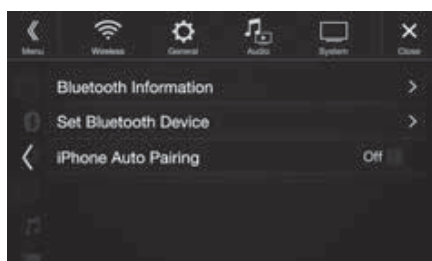 Menu
Wireless
General
Audio
System
Close
Bluetooth Information
Set Bluetooth Device
iPhone Auto Pairing
Off